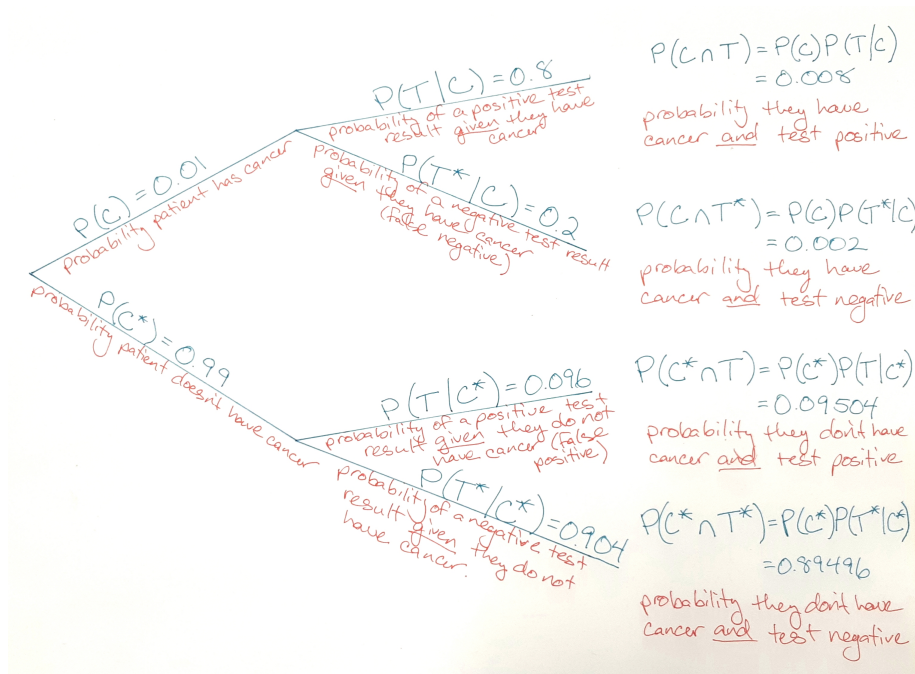 P(C) = 0.01
probability patient has cancer
P(C*) = 0.99
probability patient doesn't have cancer
P(T|C) = 0.8
probability of a positive test
result given they have
cancer
P(T*|C) = 0.2
probability of a negative test result
given they have cancer
(false
negative)
P(T|C*) = 0.096
probability of a positive test
result given they do not
have cancer (false
positive)
P(T*|C*) = 0.904
probability of a negative test
result given they do not
have cancer.
P(C∩T) = P(C)P(T|C)
= 0.008
probability they have
cancer and test positive
P(C∩T*) = P(C)P(T*|C)
= 0.002
probability they have
cancer and test negative
P(C*∩T) = P(C*)P(T|C*)
= 0.09504
probability they don't have
cancer and test positive
P(C*∩T*) = P(C*)P(T*|C*)
= 0.89496
probability they don't have
cancer and test negative